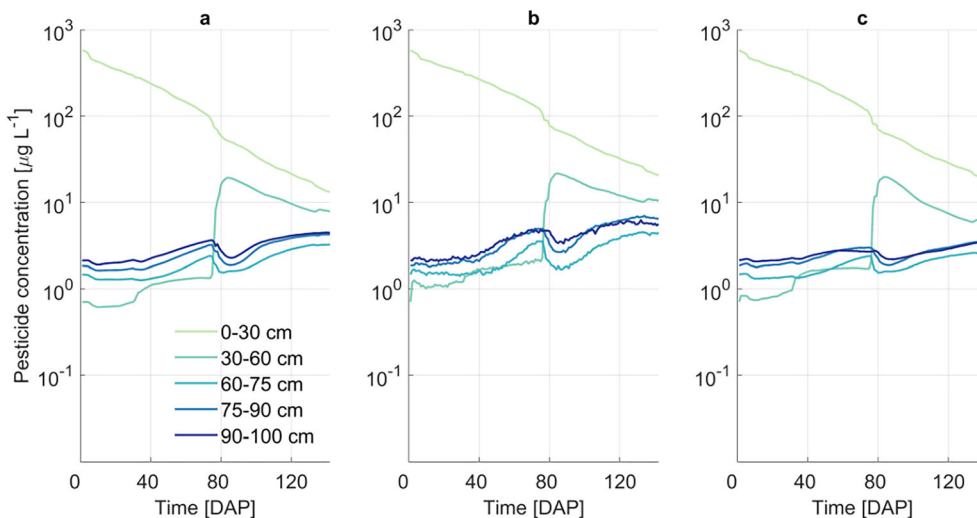 a
b
c
Pesticide concentration [µg L⁻¹]
10³
10²
10¹
10⁰
10⁻¹
0-30 cm
30-60 cm
60-75 cm
75-90 cm
90-100 cm
0 40 80 120
Time [DAP]
10³
10²
10¹
10⁰
10⁻¹
0 40 80 120
Time [DAP]
10³
10²
10¹
10⁰
10⁻¹
0 40 80 120
Time [DAP]